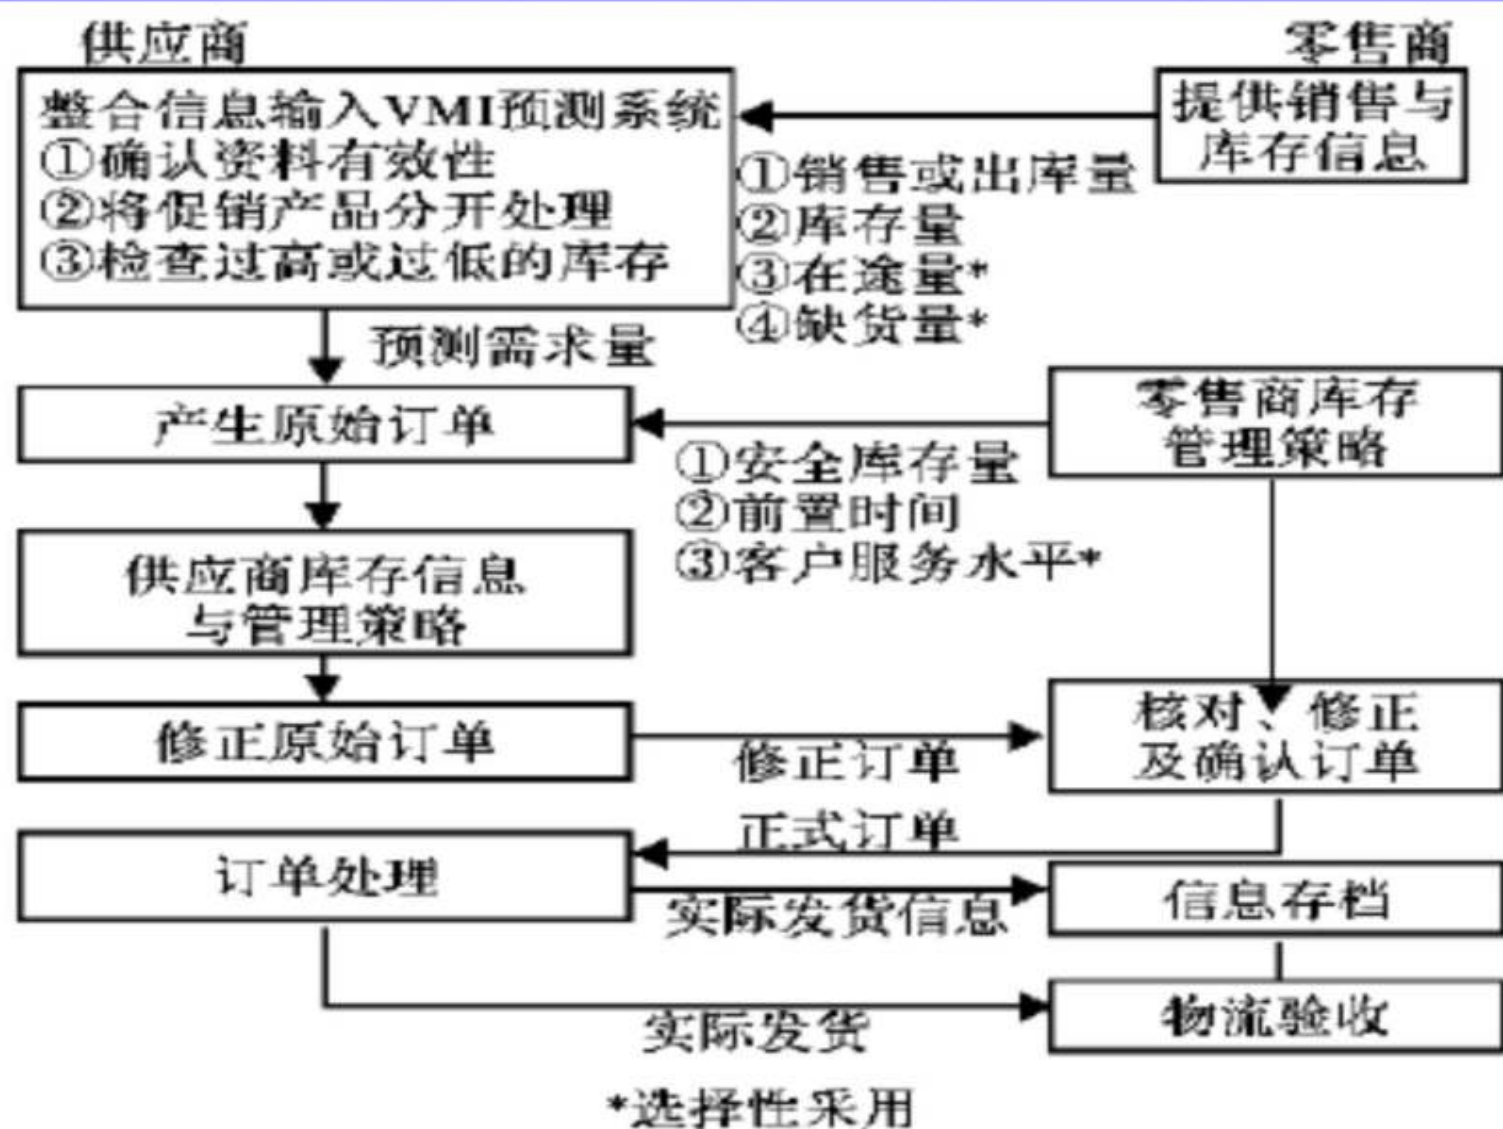 供应商
零售商
整合信息输入VMI预测系统
①确认资料有效性
②将促销产品分开处理
③检查过高或过低的库存
提供销售与
库存信息
①销售或出库量
②库存量
③在途量*
④缺货量*
预测需求量
产生原始订单
零售商库存
管理策略
①安全库存量
②前置时间
③客户服务水平*
供应商库存信息
与管理策略
修正原始订单
修正订单
核对、修正
及确认订单
正式订单
订单处理
实际发货信息
信息存档
实际发货
物流验收
*选择性采用